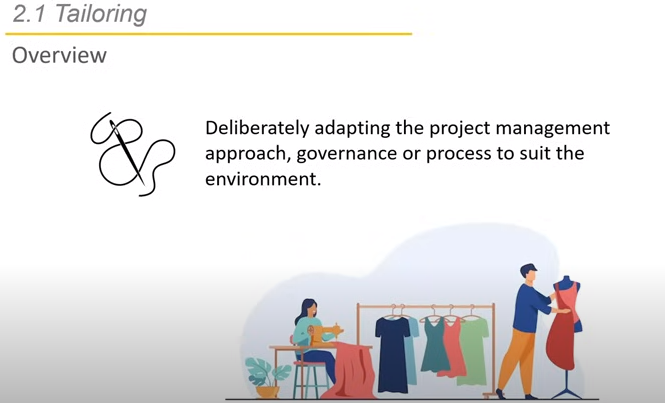 2.1 Tailoring
Overview
Deliberately adapting the project management
approach, governance or process to suit the
environment.